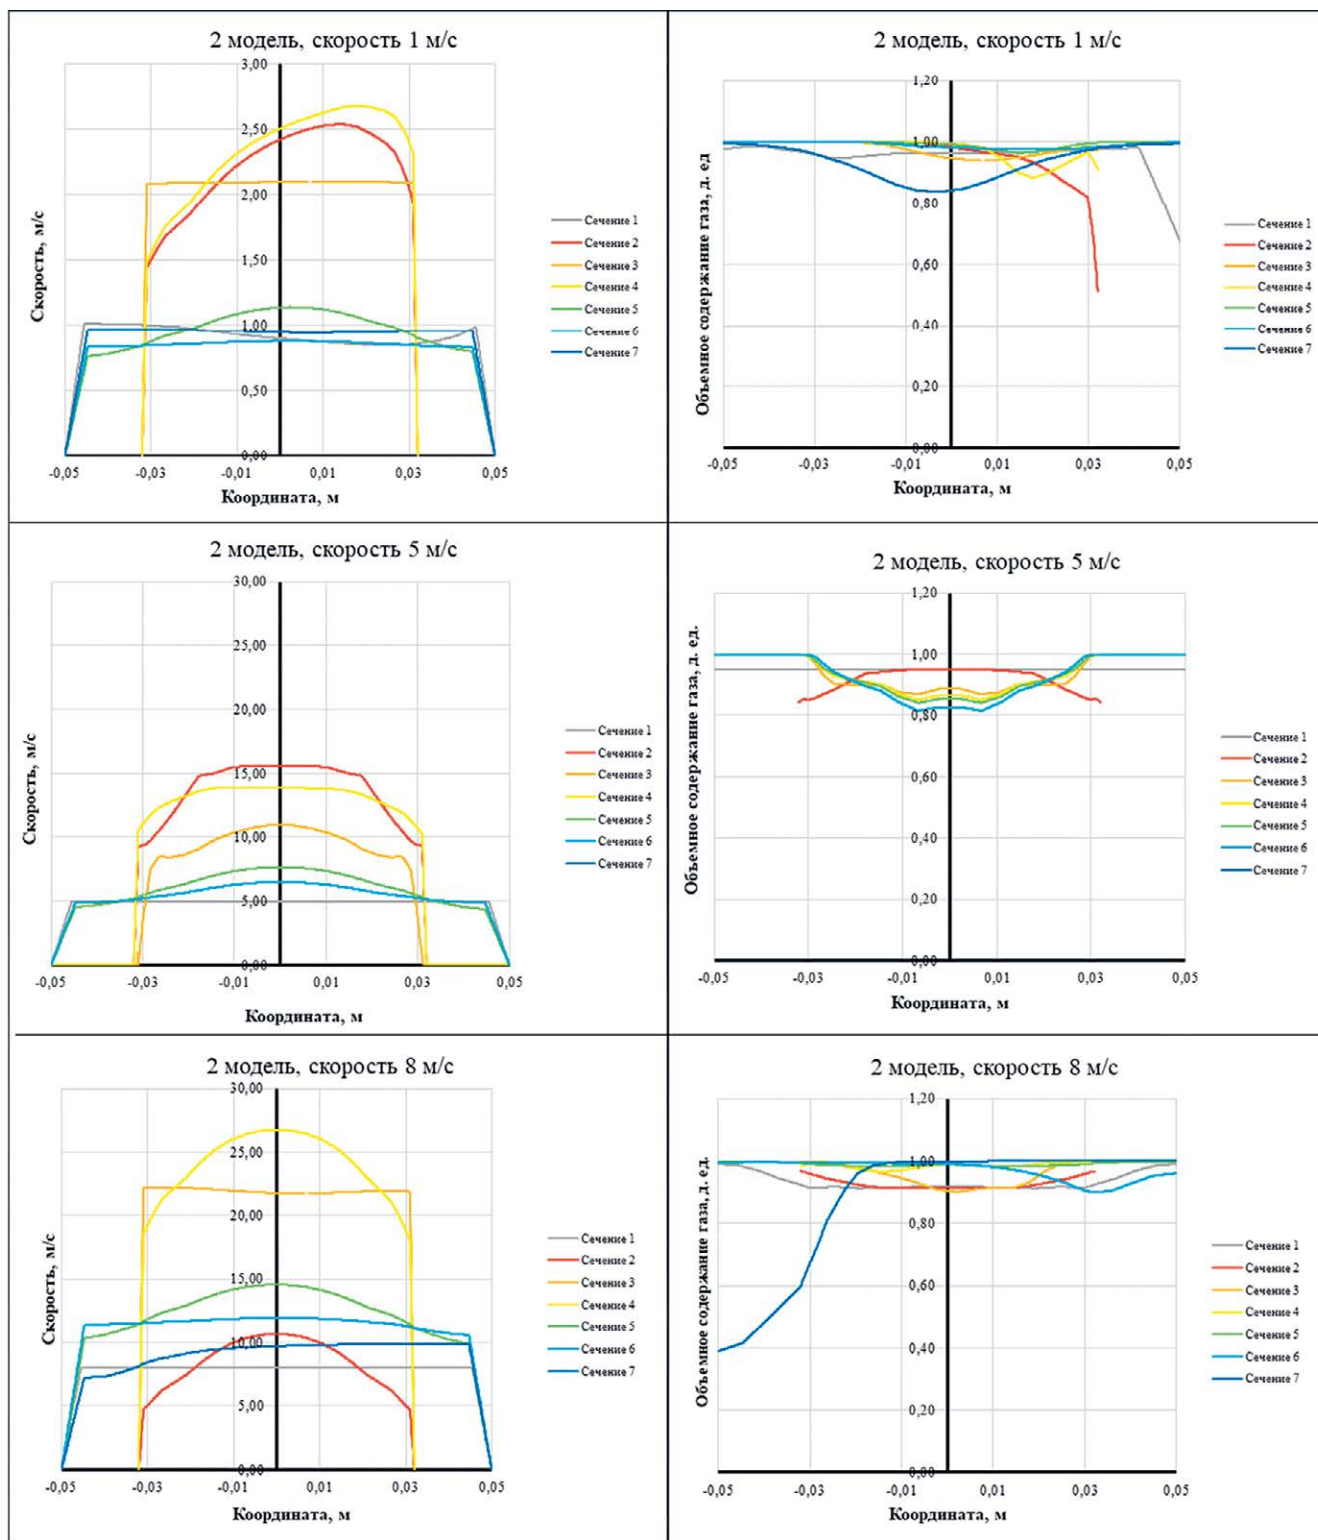 2 модель, скорость 1 м/с
Скорость, м/с
3,00
2,50
2,00
1,50
1,00
0,50
0,00
-0,05
-0,03
-0,01
0,01
0,03
0,05
Координата, м
Сечение 1
Сечение 2
Сечение 3
Сечение 4
Сечение 5
Сечение 6
Сечение 7
2 модель, скорость 1 м/с
Объемное содержание газа, д. ед
1,20
1,00
0,80
0,60
0,40
0,20
0,00
-0,05
-0,03
-0,01
0,01
0,03
0,05
Координата, м
Сечение 1
Сечение 2
Сечение 3
Сечение 4
Сечение 5
Сечение 6
Сечение 7
2 модель, скорость 5 м/с
Скорость, м/с
30,00
25,00
20,00
15,00
10,00
5,00
0,00
-0,05
-0,03
-0,01
0,01
0,03
0,05
Координата, м
Сечение 1
Сечение 2
Сечение 3
Сечение 4
Сечение 5
Сечение 6
Сечение 7
2 модель, скорость 5 м/с
Объемное содержание газа, д. ед.
1,20
1,00
0,80
0,60
0,40
0,20
0,00
-0,05
-0,03
-0,01
0,01
0,03
0,05
Координата, м
Сечение 1
Сечение 2
Сечение 3
Сечение 4
Сечение 5
Сечение 6
Сечение 7
2 модель, скорость 8 м/с
Скорость, м/с
30,00
25,00
20,00
15,00
10,00
5,00
0,00
-0,05
-0,03
-0,01
0,01
0,03
0,05
Координата, м
Сечение 1
Сечение 2
Сечение 3
Сечение 4
Сечение 5
Сечение 6
Сечение 7
2 модель, скорость 8 м/с
Объемное содержание газа, д. ед.
1,20
1,00
0,80
0,60
0,40
0,20
0,00
-0,05
-0,03
-0,01
0,01
0,03
0,05
Координата, м
Сечение 1
Сечение 2
Сечение 3
Сечение 4
Сечение 5
Сечение 6
Сечение 7